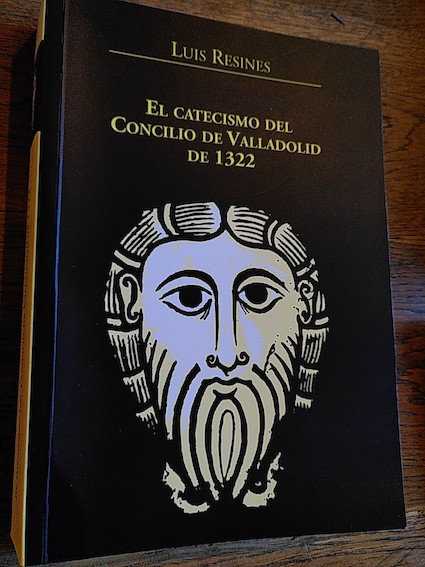 LUIS RESINES
EL CATECISMO DEL
CONCILIO DE VALLADOLID
DE 1322